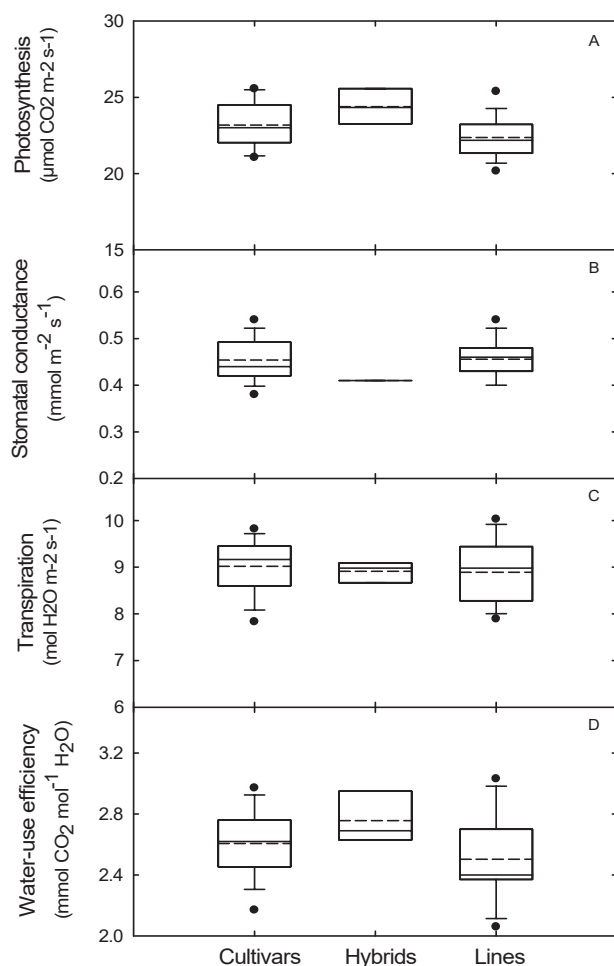 Photosynthesis
(µmol CO2 m-2 s-1)
30
25
20
15
A
Stomatal conductance
(mmol m⁻² s⁻¹)
0.6
0.5
0.4
0.3
0.2
B
Transpiration
(mol H2O m-2 s-1)
10
9
8
7
6
C
Water-use efficiency
(mmol CO₂ mol⁻¹ H₂O)
3.2
2.8
2.4
2.0
D
Cultivars Hybrids Lines